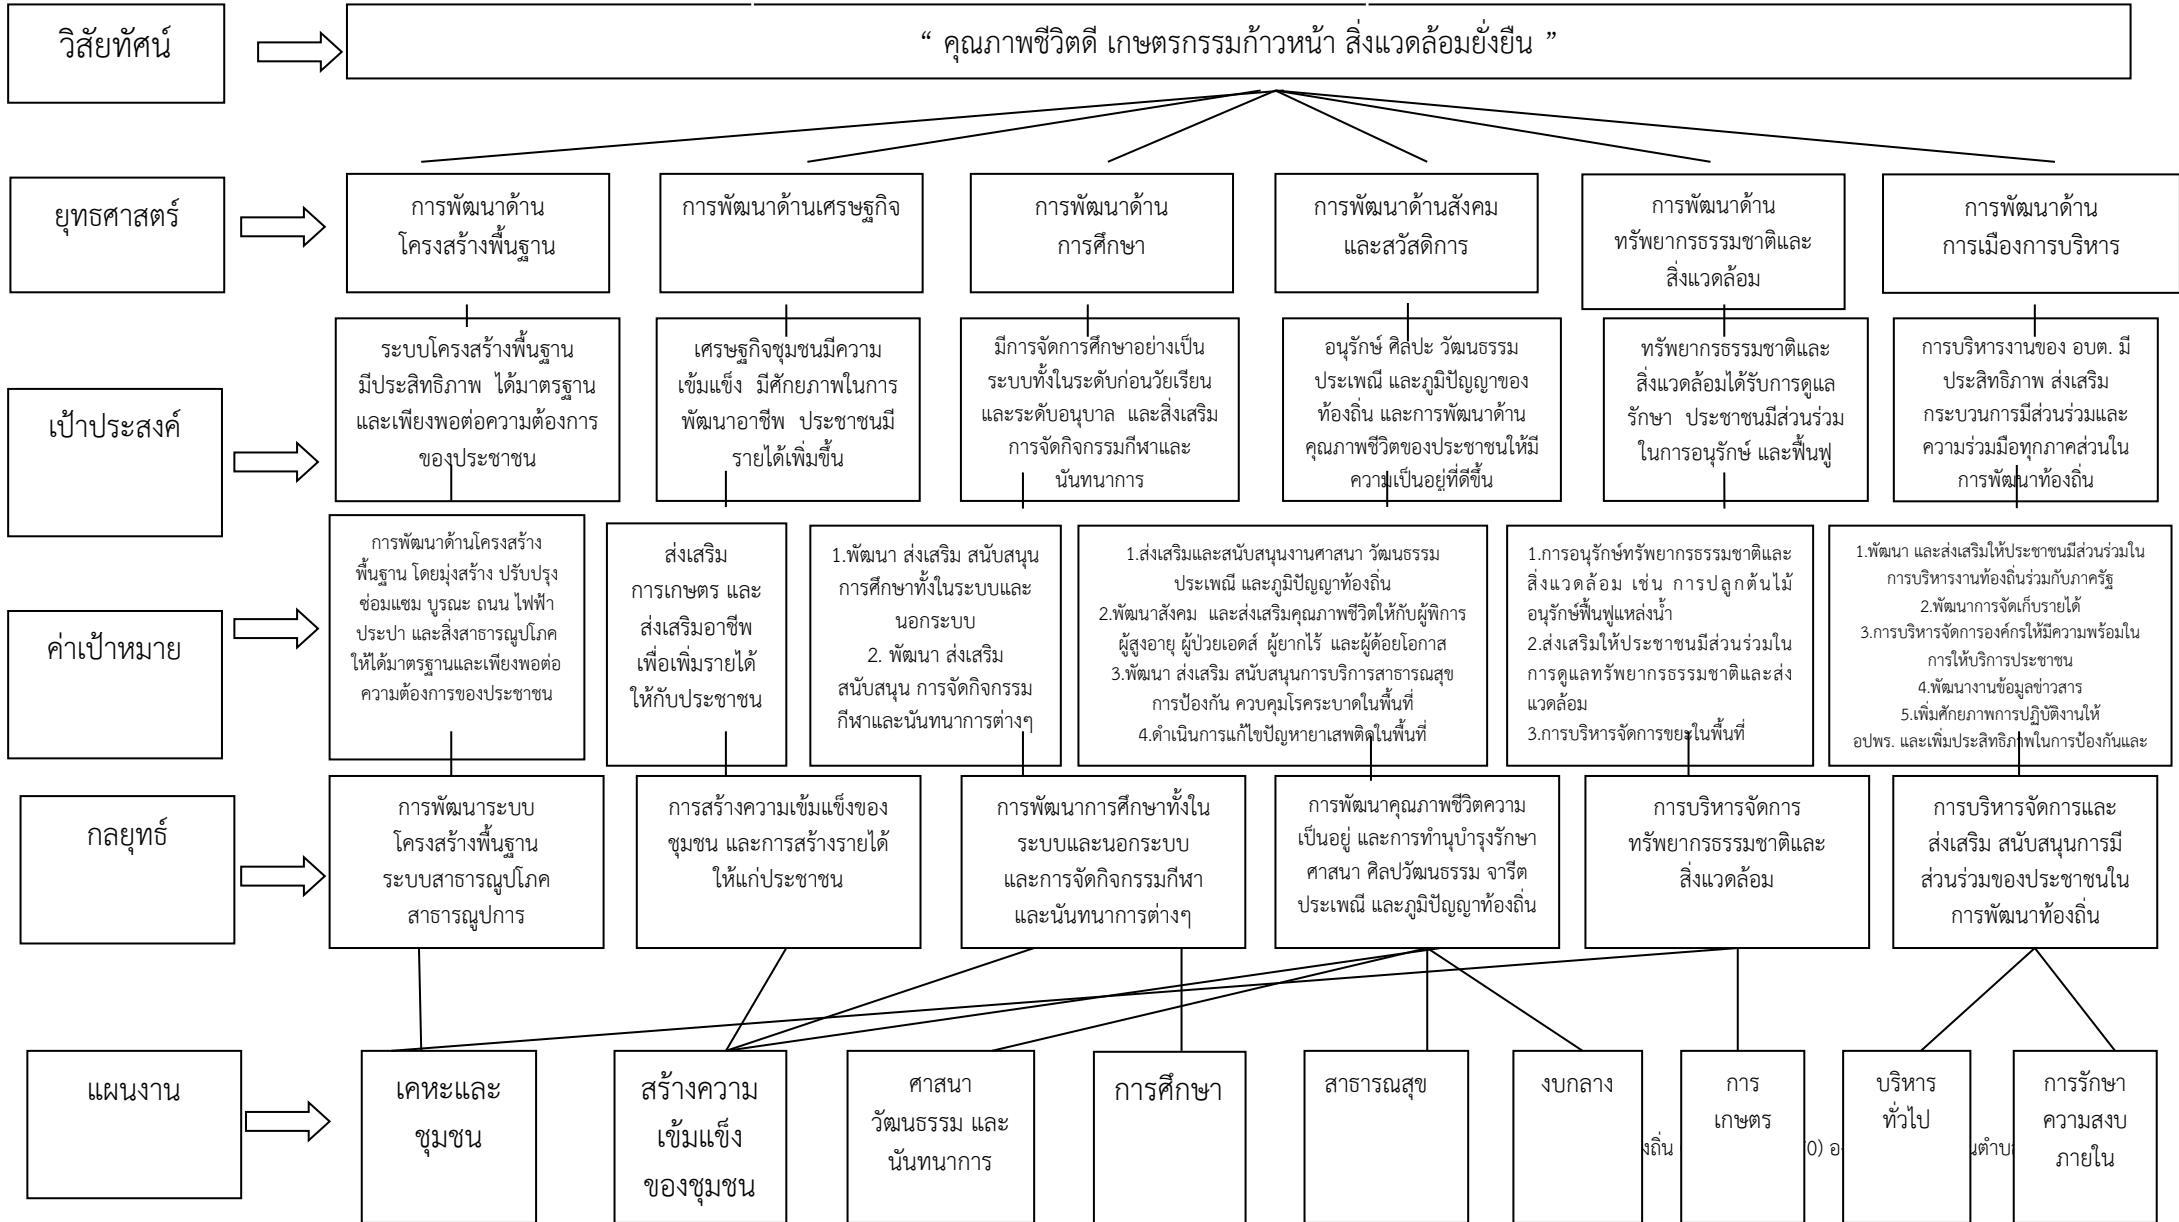 วิสัยทัศน์
“ คุณภาพชีวิตดี เกษตรกรรมก้าวหน้า สิ่งแวดล้อมยั่งยืน ”
ยุทธศาสตร์
การพัฒนาด้าน
โครงสร้างพื้นฐาน
การพัฒนาด้านเศรษฐกิจ
การพัฒนาด้าน
การศึกษา
การพัฒนาด้านสังคม
และสวัสดิการ
การพัฒนาด้าน
ทรัพยากรธรรมชาติและ
สิ่งแวดล้อม
การพัฒนาด้าน
การเมืองการบริหาร
เป้าประสงค์
ระบบโครงสร้างพื้นฐาน
มีประสิทธิภาพ ได้มาตรฐาน
และเพียงพอต่อความต้องการ
ของประชาชน
เศรษฐกิจชุมชนมีความ
เข้มแข็ง มีศักยภาพในการ
พัฒนาอาชีพ ประชาชนมี
รายได้เพิ่มขึ้น
มีการจัดการศึกษาอย่างเป็น
ระบบทั้งในระดับก่อนวัยเรียน
และระดับอนุบาล และสิ่งเสริม
การจัดกิจกรรมกีฬาและ
นันทนาการ
อนุรักษ์ ศิลปะ วัฒนธรรม
ประเพณี และภูมิปัญญาของ
ท้องถิ่น และการพัฒนาด้าน
คุณภาพชีวิตของประชาชนให้มี
ความเป็นอยู่ที่ดีขึ้น
ทรัพยากรธรรมชาติและ
สิ่งแวดล้อมได้รับการดูแล
รักษา ประชาชนมีส่วนร่วม
ในการอนุรักษ์ และฟื้นฟู
การบริหารงานของ อบต. มี
ประสิทธิภาพ ส่งเสริม
กระบวนการมีส่วนร่วมและ
ความร่วมมือทุกภาคส่วนใน
การพัฒนาท้องถิ่น
ค่าเป้าหมาย
การพัฒนาด้านโครงสร้าง
พื้นฐาน โดยมุ่งสร้าง ปรับปรุง
ซ่อมแซม บูรณะ ถนน ไฟฟ้า
ประปา และสิ่งสาธารณูปโภค
ให้ได้มาตรฐานและเพียงพอต่อ
ความต้องการของประชาชน
ส่งเสริม
การเกษตร และ
ส่งเสริมอาชีพ
เพื่อเพิ่มรายได้
ให้กับประชาชน
1.พัฒนา ส่งเสริม สนับสนุน
การศึกษาทั้งในระบบและ
นอกระบบ
2. พัฒนา ส่งเสริม
สนับสนุน การจัดกิจกรรม
กีฬาและนันทนาการต่างๆ
1.ส่งเสริมและสนับสนุนงานศาสนา วัฒนธรรม
ประเพณี และภูมิปัญญาท้องถิ่น
2.พัฒนาสังคม และส่งเสริมคุณภาพชีวิตให้กับผู้พิการ
ผู้สูงอายุ ผู้ป่วยเอดส์ ผู้ยากไร้ และผู้ด้อยโอกาส
3.พัฒนา ส่งเสริม สนับสนุนการบริการสาธารณสุข
การป้องกัน ควบคุมโรคระบาดในพื้นที่
4.ดำเนินการแก้ไขปัญหายาเสพติดในพื้นที่
1.การอนุรักษ์ทรัพยากรธรรมชาติและ
สิ่งแวดล้อม เช่น การปลูกต้นไม้
อนุรักษ์ฟื้นฟูแหล่งน้ำ
2.ส่งเสริมให้ประชาชนมีส่วนร่วมใน
การดูแลทรัพยากรธรรมชาติและส่ง
แวดล้อม
3.การบริหารจัดการขยะในพื้นที่
1.พัฒนา และส่งเสริมให้ประชาชนมีส่วนร่วมใน
การบริหารงานท้องถิ่นร่วมกับภาครัฐ
2.พัฒนาการจัดเก็บรายได้
3.การบริหารจัดการองค์กรให้มีความพร้อมใน
การให้บริการประชาชน
4.พัฒนางานข้อมูลข่าวสาร
5.เพิ่มศักยภาพการปฏิบัติงานให้
อปพร. และเพิ่มประสิทธิภาพในการป้องกันและ
กลยุทธ์
การพัฒนาระบบ
โครงสร้างพื้นฐาน
ระบบสาธารณูปโภค
สาธารณูปการ
การสร้างความเข้มแข็งของ
ชุมชน และการสร้างรายได้
ให้แก่ประชาชน
การพัฒนาการศึกษาทั้งใน
ระบบและนอกระบบ
และการจัดกิจกรรมกีฬา
และนันทนาการต่างๆ
การพัฒนาคุณภาพชีวิตความ
เป็นอยู่ และการทำนุบำรุงรักษา
ศาสนา ศิลปวัฒนธรรม จารีต
ประเพณี และภูมิปัญญาท้องถิ่น
การบริหารจัดการ
ทรัพยากรธรรมชาติและ
สิ่งแวดล้อม
การบริหารจัดการและ
ส่งเสริม สนับสนุนการมี
ส่วนร่วมของประชาชนใน
การพัฒนาท้องถิ่น
แผนงาน
เคหะและ
ชุมชน
สร้างความ
เข้มแข็ง
ของชุมชน
ศาสนา
วัฒนธรรม และ
นันทนาการ
การศึกษา
สาธารณสุข
งบกลาง
การ
เกษตร
บริหาร
ทั่วไป
การรักษา
ความสงบ
ภายใน